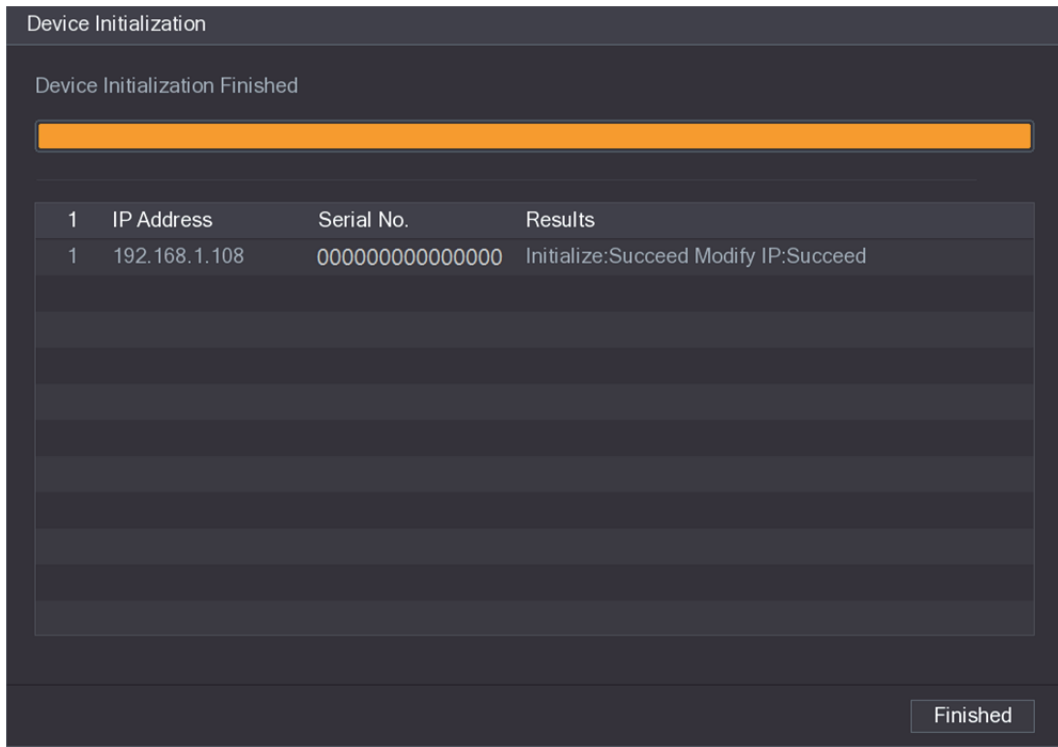 Device Initialization
Device Initialization Finished
1 IP Address Serial No. Results
1 192.168.1.108 000000000000000 Initialize:Succeed Modify IP:Succeed
Finished